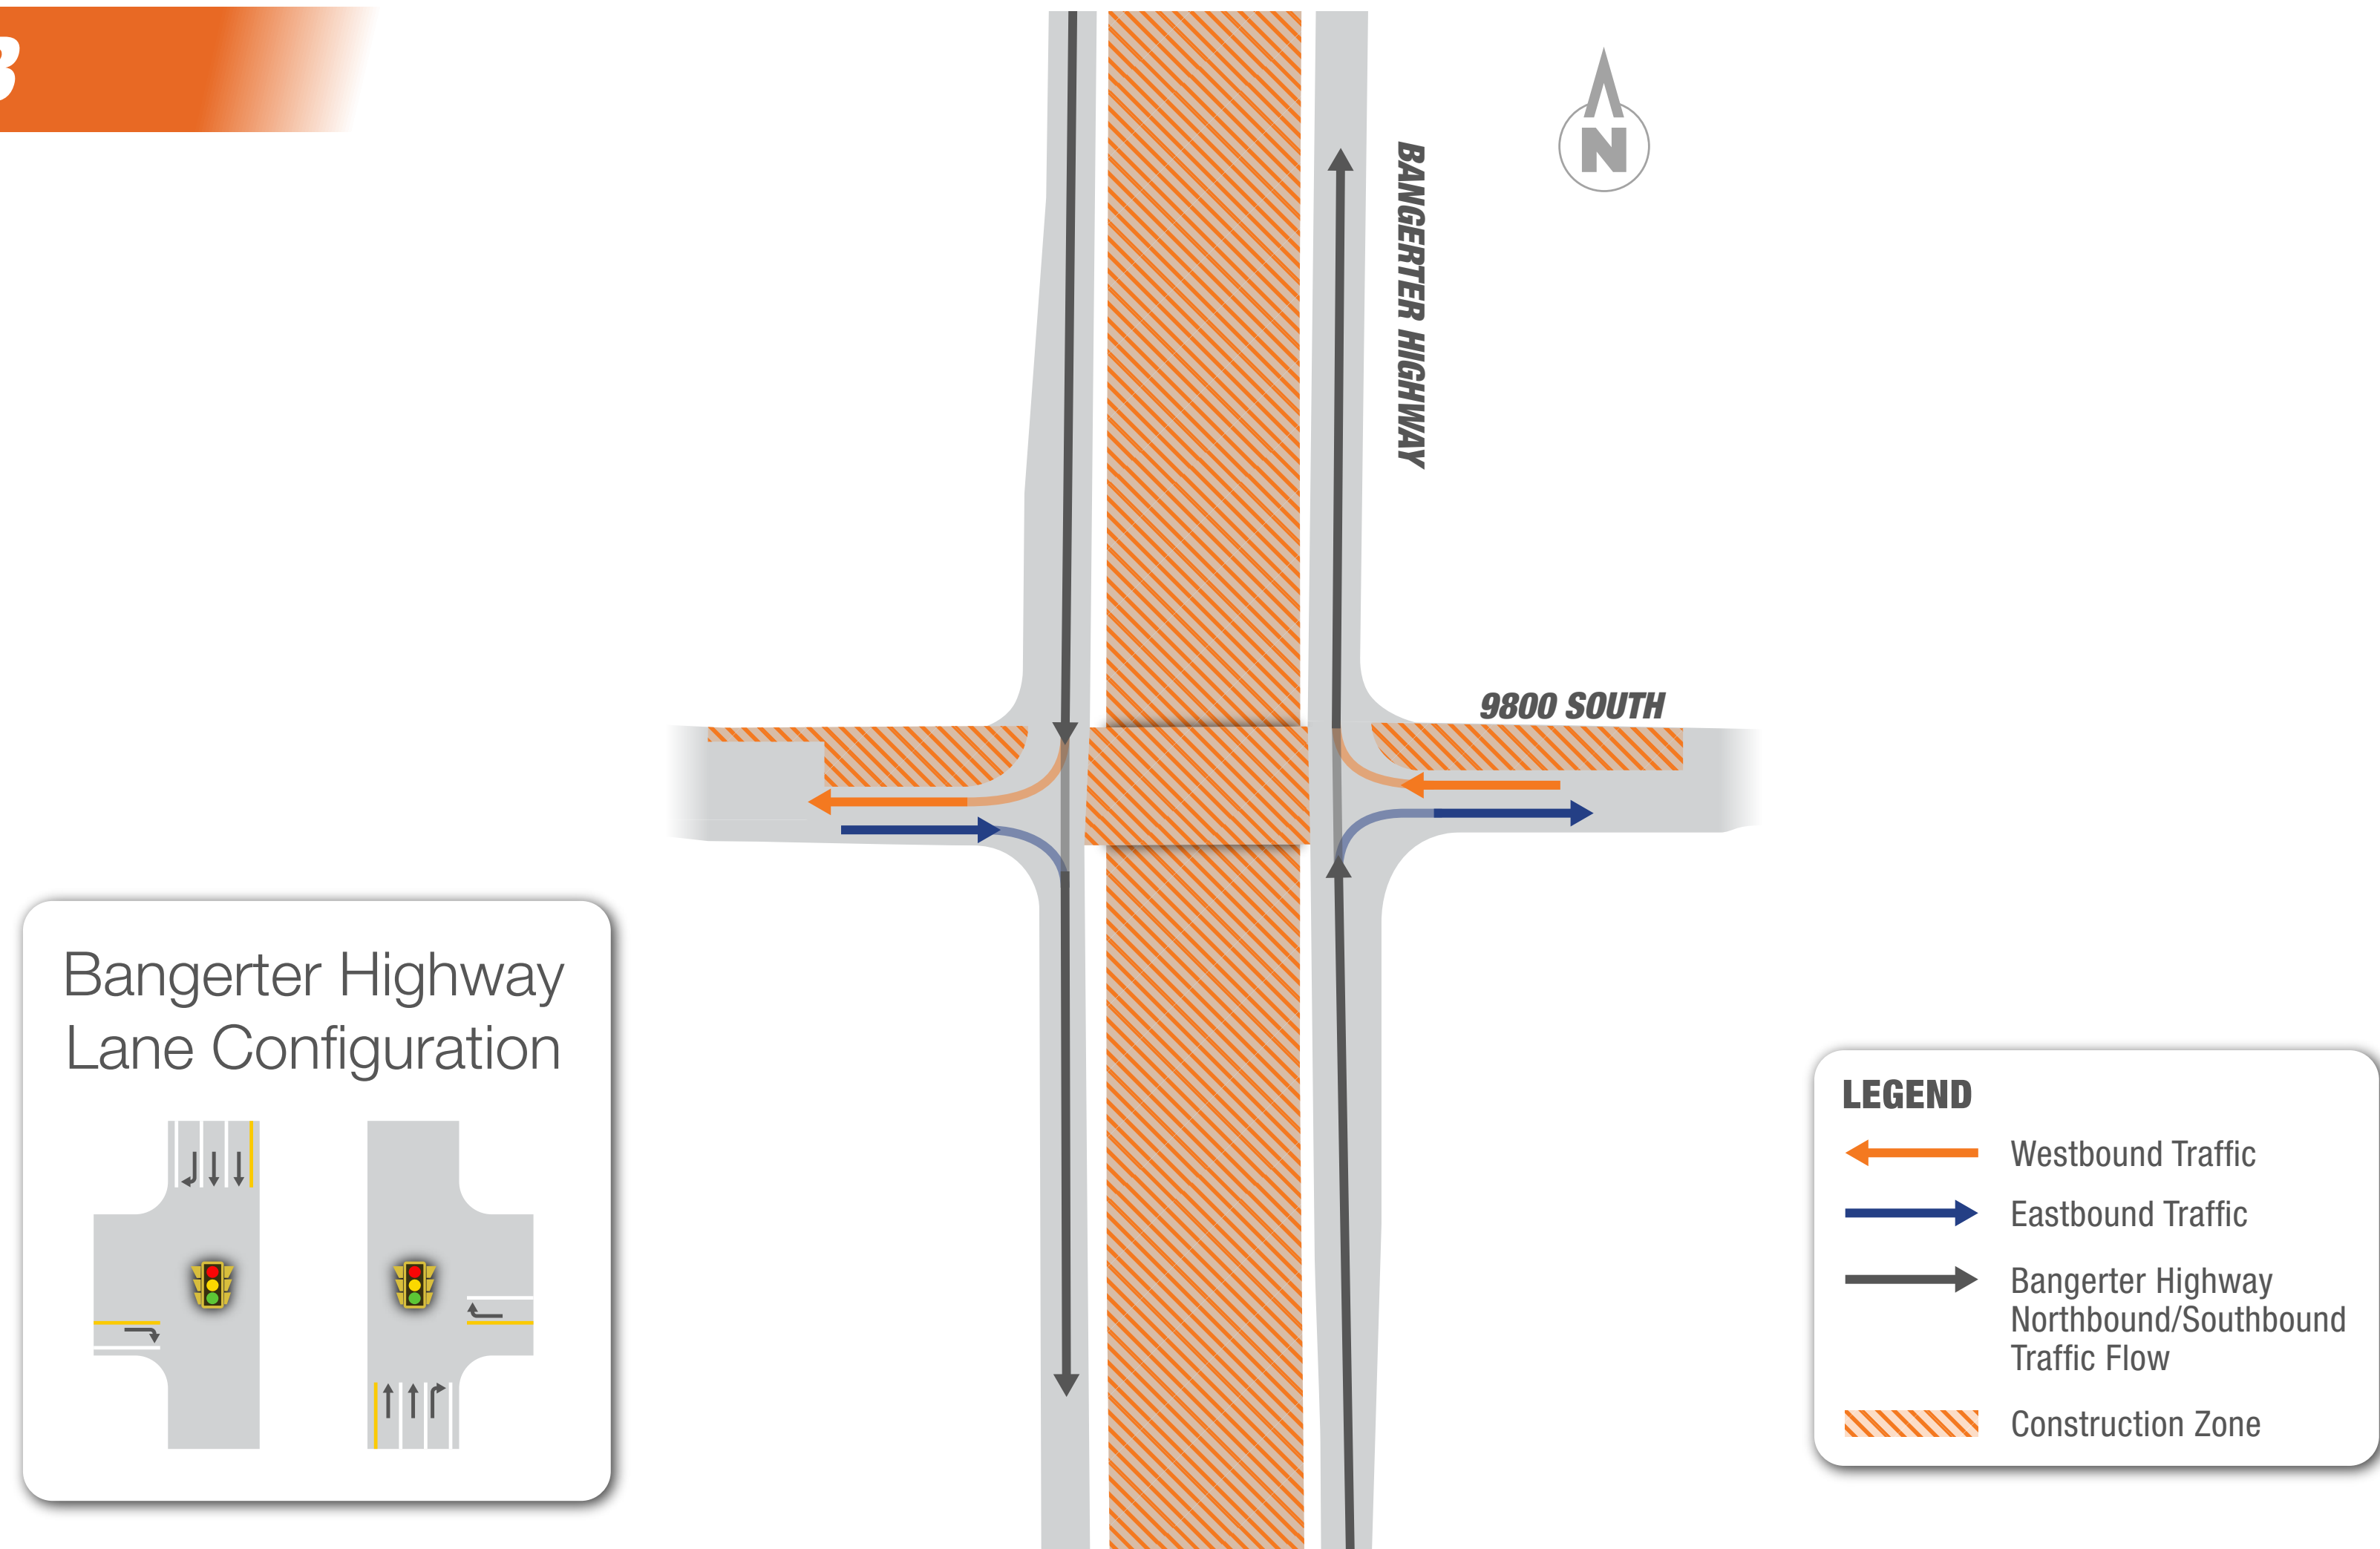 N
BANGERTER HIGHWAY
9800 SOUTH
Bangerter Highway
Lane Configuration
LEGEND
Westbound Traffic
Eastbound Traffic
Bangerter Highway
Northbound/Southbound
Traffic Flow
Construction Zone